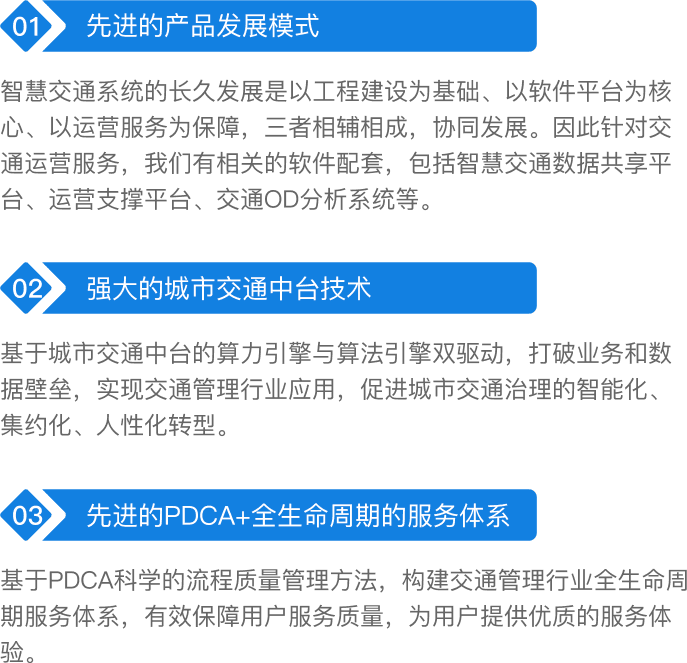 01 先进的产品发展模式
智慧交通系统的长久发展是以工程建设为基础、以软件平台为核
心、以运营服务为保障，三者相辅相成，协同发展。因此针对交
通运营服务，我们有相关的软件配套，包括智慧交通数据共享平
台、运营支撑平台、交通OD分析系统等。
02 强大的城市交通中台技术
基于城市交通中台的算力引擎与算法引擎双驱动，打破业务和数
据壁垒，实现交通管理行业应用，促进城市交通治理的智能化、
集约化、人性化转型。
03 先进的PDCA+全生命周期的服务体系
基于PDCA科学的流程质量管理方法，构建交通管理行业全生命周
期服务体系，有效保障用户服务质量，为用户提供优质的服务体
验。